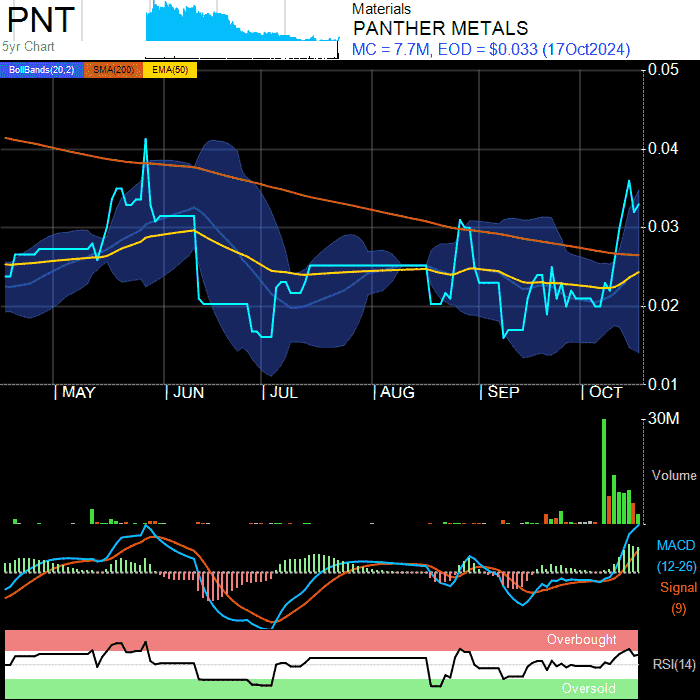 PNT
5yr Chart
Materials
PANTHER METALS
MC = 7.7M, EOD = $0.033 (17Oct2024)
BollBands(20,2) SMA(200) EMA(50)
0.05
0.04
0.03
0.02
0.01
MAY JUN JUL AUG SEP OCT
30M
Volume
MACD
(12-26)
Signal
(9)
Overbought
RSI(14)
Oversold